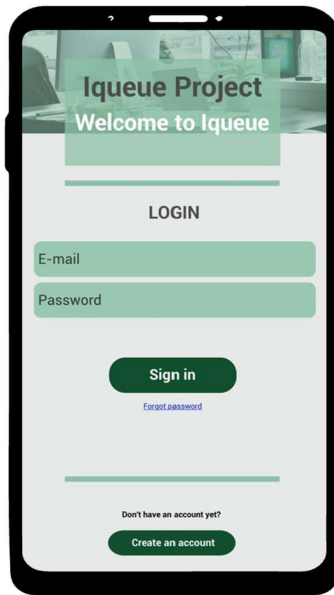 Iqueue Project
Welcome to Iqueue
LOGIN
E-mail
Password
Sign in
Forgot password
Don't have an account yet?
Create an account